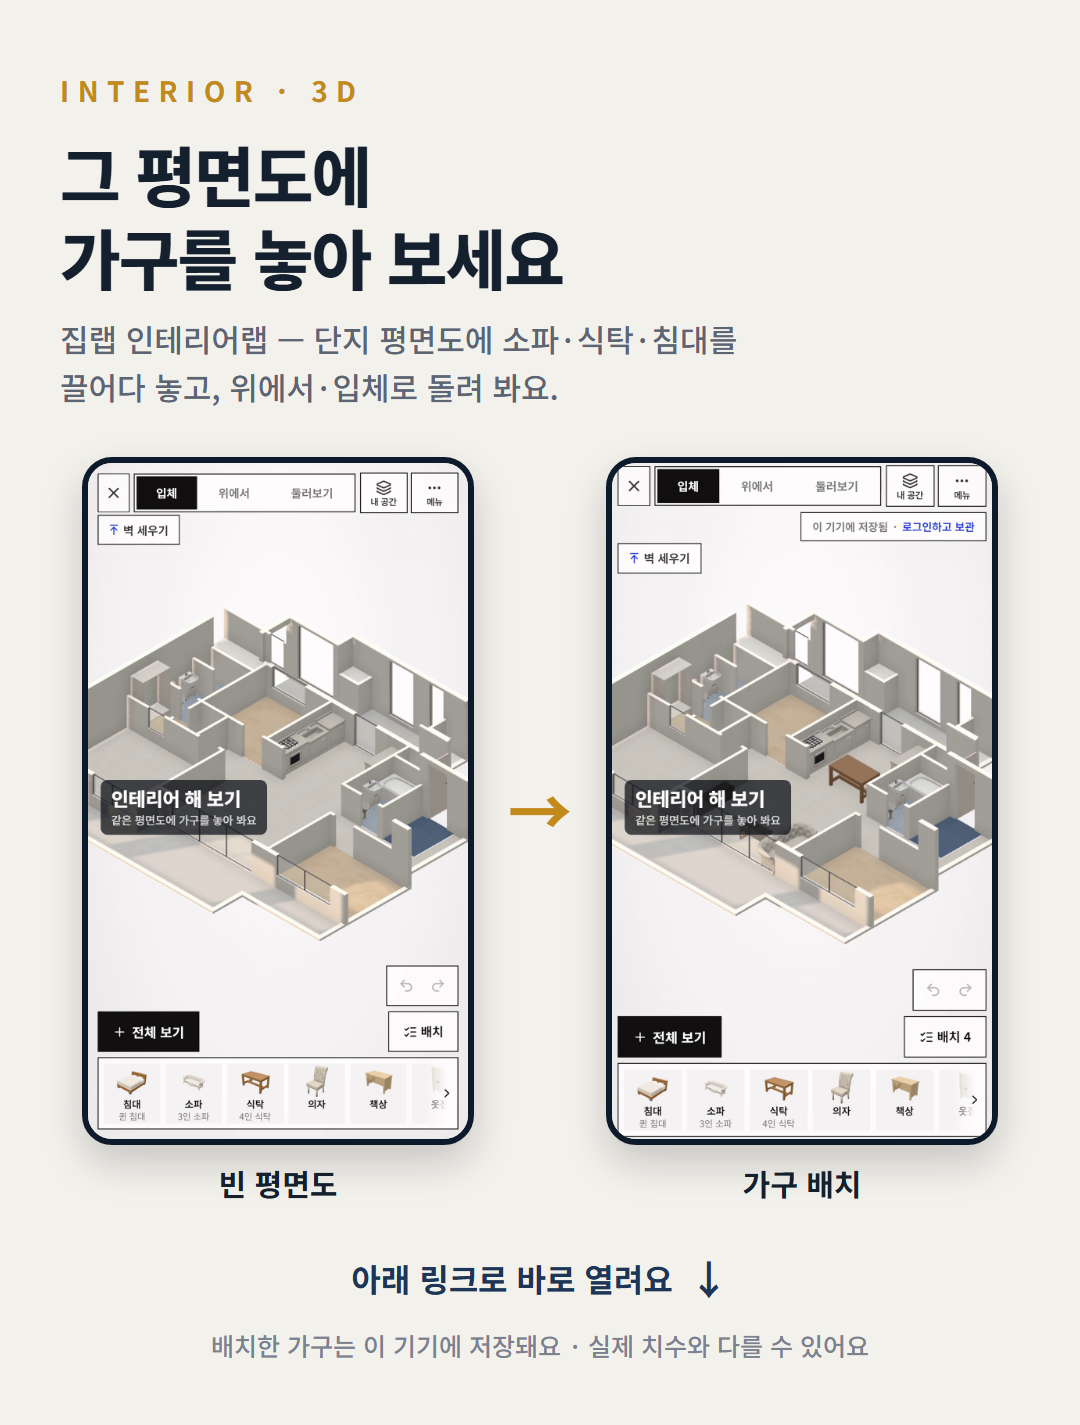 INTERIOR · 3D
그 평면도에
가구를 놓아 보세요
집랩 인테리어랩 — 단지 평면도에 소파·식탁·침대를
끌어다 놓고, 위에서·입체로 돌려 봐요.
입체 위에서 둘러보기 내 공간 메뉴
벽 세우기
인테리어 해 보기
같은 평면도에 가구를 놓아 봐요
+ 전체 보기 배치
침대 소파 식탁 의자 책상
퀸 침대 3인 소파 4인 식탁
빈 평면도
입체 위에서 둘러보기 내 공간 메뉴
이 기기에 저장됨 · 로그인하고 보관
벽 세우기
인테리어 해 보기
같은 평면도에 가구를 놓아 봐요
+ 전체 보기 배치 4
침대 소파 식탁 의자 책상
퀸 침대 3인 소파 4인 식탁
가구 배치
아래 링크로 바로 열려요 ↓
배치한 가구는 이 기기에 저장돼요 · 실제 치수와 다를 수 있어요